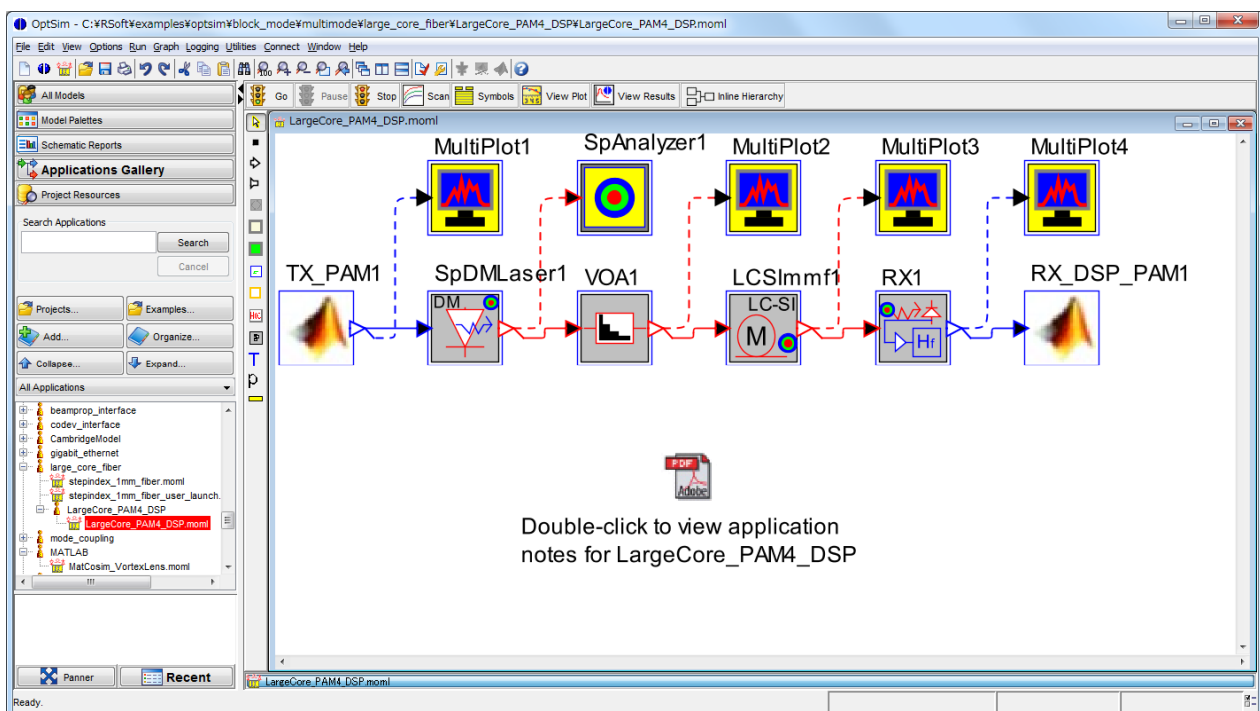 OptSim - C:¥RSoft¥examples¥optsim¥block_mode¥multimode¥large_core_fiber¥LargeCore_PAM4_DSP¥LargeCore_PAM4_DSP.moml
File Edit View Options Run Graph Logging Utilities Connect Window Help
All Models
Model Palettes
Schematic Reports
Applications Gallery
Project Resources
Search Applications
Search
Cancel
Projects...
Examples...
Add...
Organize...
Collapse...
Expand...
All Applications
beamprop_interface
codev_interface
CambridgeModel
gigabit_ethernet
large_core_fiber
stepindex_1mm_fiber.moml
stepindex_1mm_fiber_user_launch.
LargeCore_PAM4_DSP
LargeCore_PAM4_DSP.moml
mode_coupling
MATLAB
MatCosim_VortexLens.moml
Panner
Recent
Ready.
Go
Pause
Stop
Scan
Symbols
View Plot
View Results
Inline Hierarchy
LargeCore_PAM4_DSP.moml
MultiPlot1
SpAnalyzer1
MultiPlot2
MultiPlot3
MultiPlot4
TX_PAM1
SpDMLaser1
VOA1
LCSImmf1
RX1
RX_DSP_PAM1
DM
LC-SI
M
Hf
PDF
Adobe
Double-click to view application
notes for LargeCore_PAM4_DSP
LargeCore_PAM4_DSP.moml